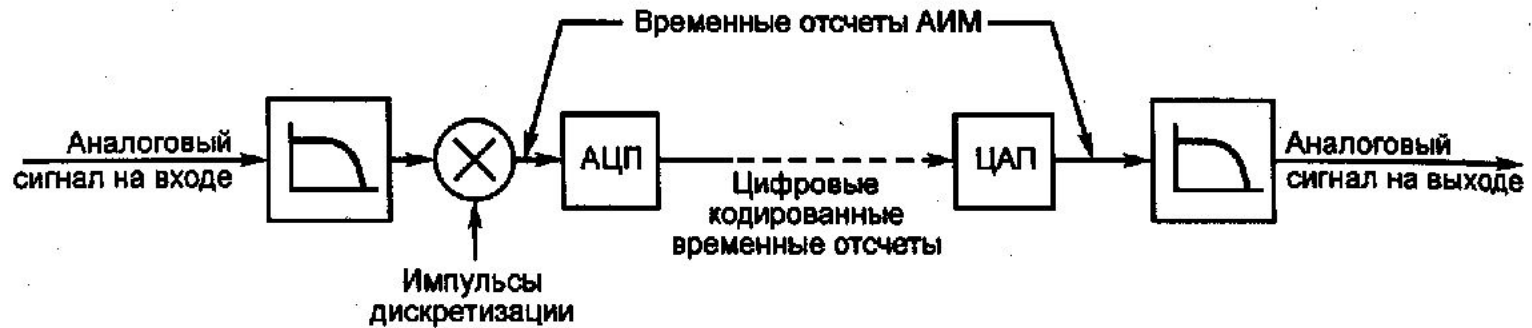 Временные отсчеты АИМ
Аналоговый
сигнал на входе
АЦП
ЦАП
Аналоговый
сигнал на выходе
Цифровые
кодированные
временные отсчеты
Импульсы
дискретизации